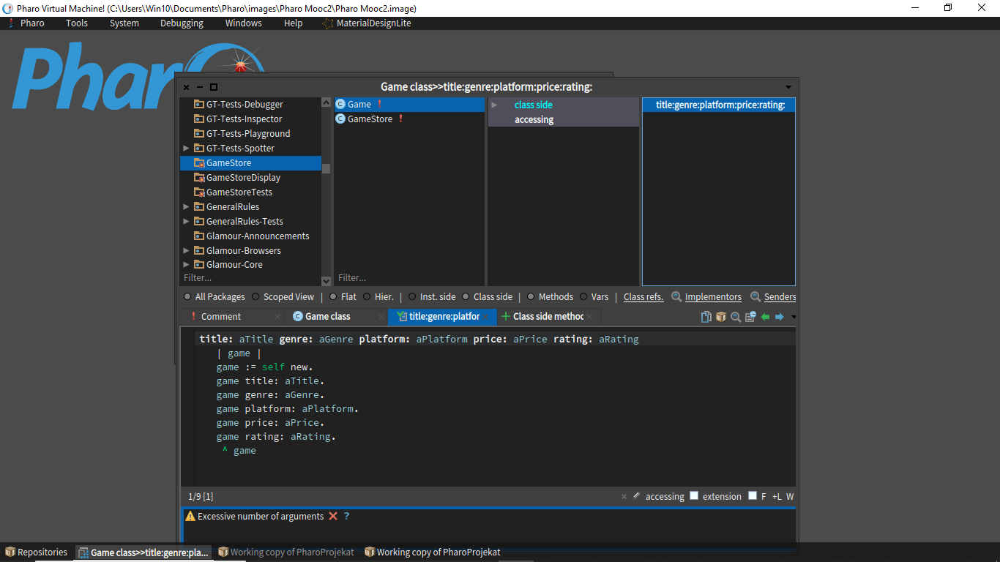 Pharo Virtual Machine! (C:\Users\Win10\Documents\Pharo\images\Pharo Mooc2\Pharo Mooc2.image)
Pharo Tools System Debugging Windows Help MaterialDesignLite
Pharo
Game class>>title:genre:platform:price:rating:
GT-Tests-Debugger
GT-Tests-Inspector
GT-Tests-Playground
GT-Tests-Spotter
GameStore
GameStoreDisplay
GameStoreTests
GeneralRules
GeneralRules-Tests
Glamour-Announcements
Glamour-Browsers
Glamour-Core
Filter...
Game !
GameStore !
Filter...
class side
accessing
title:genre:platform:price:rating:
All Packages Scoped View | Flat Hier. | Inst. side Class side | Methods Vars | Class refs. Implementors Senders
! Comment × Game class × title:genre:platfor × Class side methoc ×
title: aTitle genre: aGenre platform: aPlatform price: aPrice rating: aRating
| game |
game := self new.
game title: aTitle.
game genre: aGenre.
game platform: aPlatform.
game price: aPrice.
game rating: aRating.
^ game
1/9 [1] × accessing extension F +L W
Excessive number of arguments ?
Repositories Game class>>title:genre:pla... Working copy of PharoProjekat Working copy of PharoProjekat